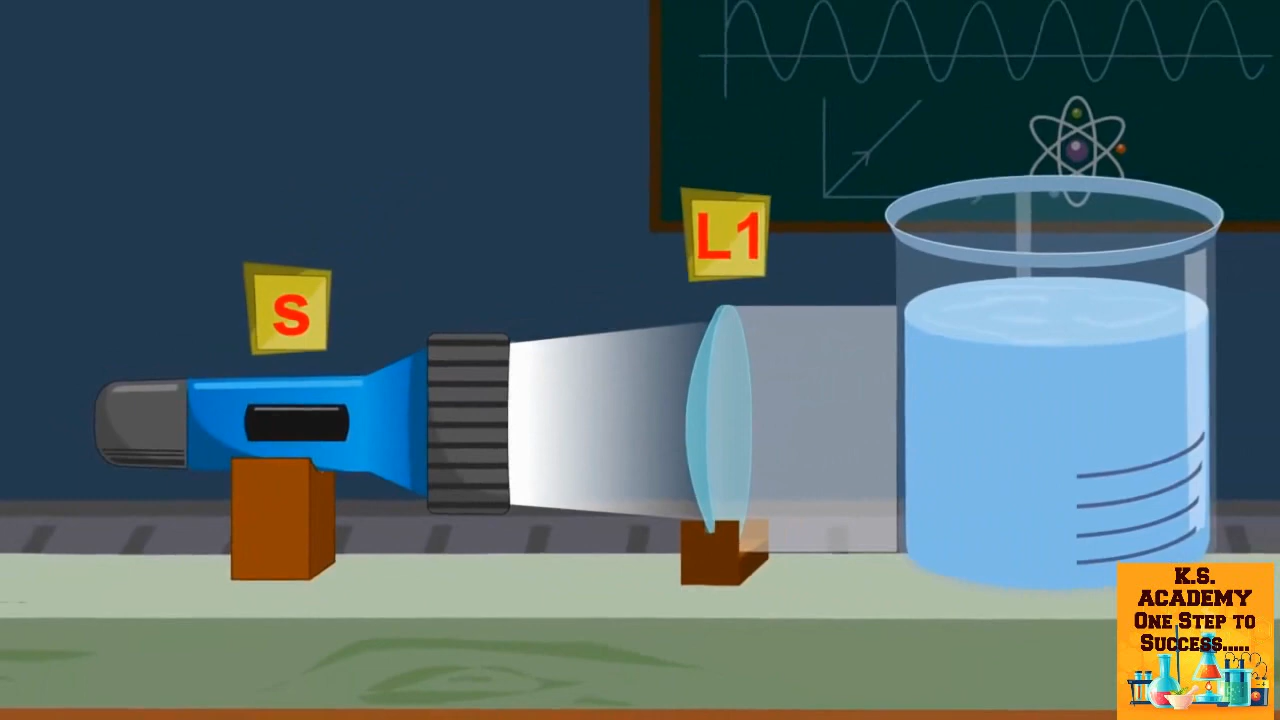 L1
S
K.S.
ACADEMY
ONE STEP TO
SUCCESS.....